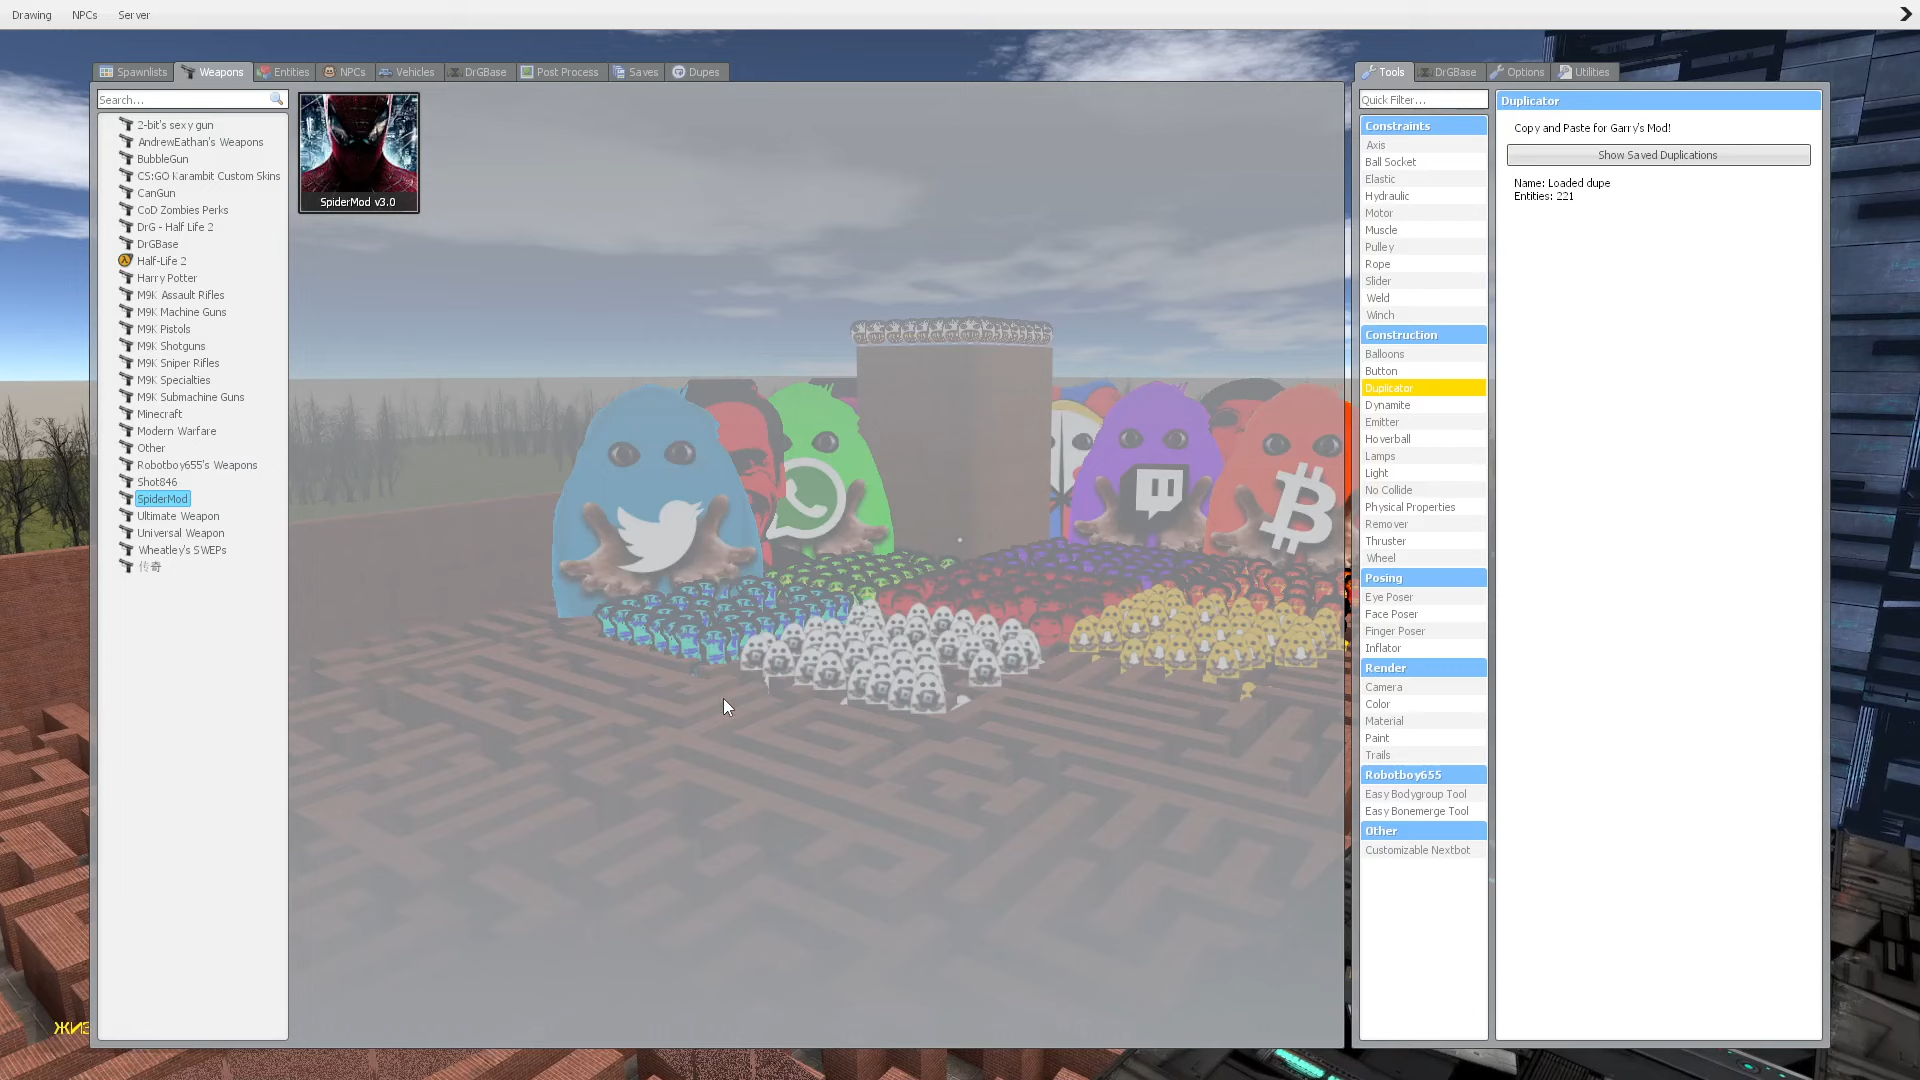 Drawing NPCs Server
Spawnlists Weapons Entities NPCs Vehicles DrGBase Post Process Saves Dupes
Search...
2-bit's sexy gun
AndrewEathan's Weapons
BubbleGun
CS:GO Karambit Custom Skins
CanGun
CoD Zombies Perks
DrG - Half Life 2
DrGBase
Half-Life 2
Harry Potter
M9K Assault Rifles
M9K Machine Guns
M9K Pistols
M9K Shotguns
M9K Sniper Rifles
M9K Specialties
M9K Submachine Guns
Minecraft
Modern Warfare
Other
Robotboy655's Weapons
Shot846
SpiderMod
Ultimate Weapon
Universal Weapon
Wheatley's SWEPs
传奇
SpiderMod v3.0
ЖИЗ
Tools DrGBase Options Utilities
Quick Filter...
Constraints
Axis
Ball Socket
Elastic
Hydraulic
Motor
Muscle
Pulley
Rope
Slider
Weld
Winch
Construction
Balloons
Button
Duplicator
Dynamite
Emitter
Hoverball
Lamps
Light
No Collide
Physical Properties
Remover
Thruster
Wheel
Posing
Eye Poser
Face Poser
Finger Poser
Inflator
Render
Camera
Color
Material
Paint
Trails
Robotboy655
Easy Bodygroup Tool
Easy Bonemerge Tool
Other
Customizable Nextbot
Duplicator
Copy and Paste for Garry's Mod!
Show Saved Duplications
Name: Loaded dupe
Entities: 221